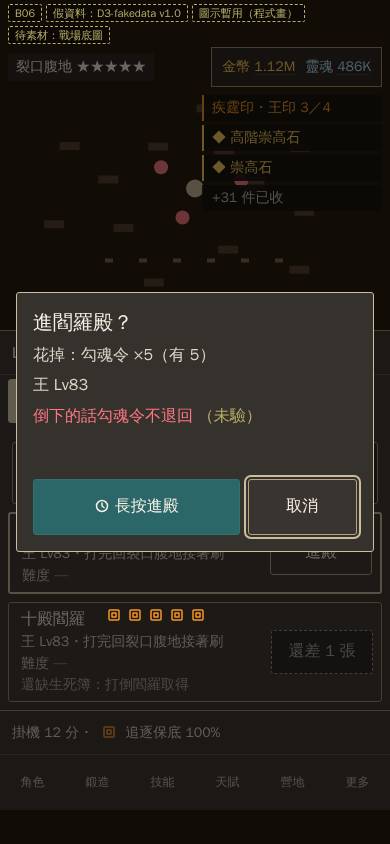 B06 假資料：D3-fakedata v1.0 圖示暫用（程式畫）
待素材：戰場底圖
裂口腹地 ★★★★★
金幣 1.12M 靈魂 486K
疾霆印・王印 3／4
◆ 高階崇高石
◆ 崇高石
+31 件已收
進閻羅殿？
花掉：勾魂令 ×5（有 5）
王 Lv83
倒下的話勾魂令不退回 （未驗）
長按進殿
取消
王 Lv83・打完回裂口腹地接著刷
進殿
難度 —
十殿閻羅
王 Lv83・打完回裂口腹地接著刷
還差 1 張
難度 —
還缺生死簿：打倒閻羅取得
掛機 12 分・ 追逐保底 100%
角色 鍛造 技能 天賦 營地 更多